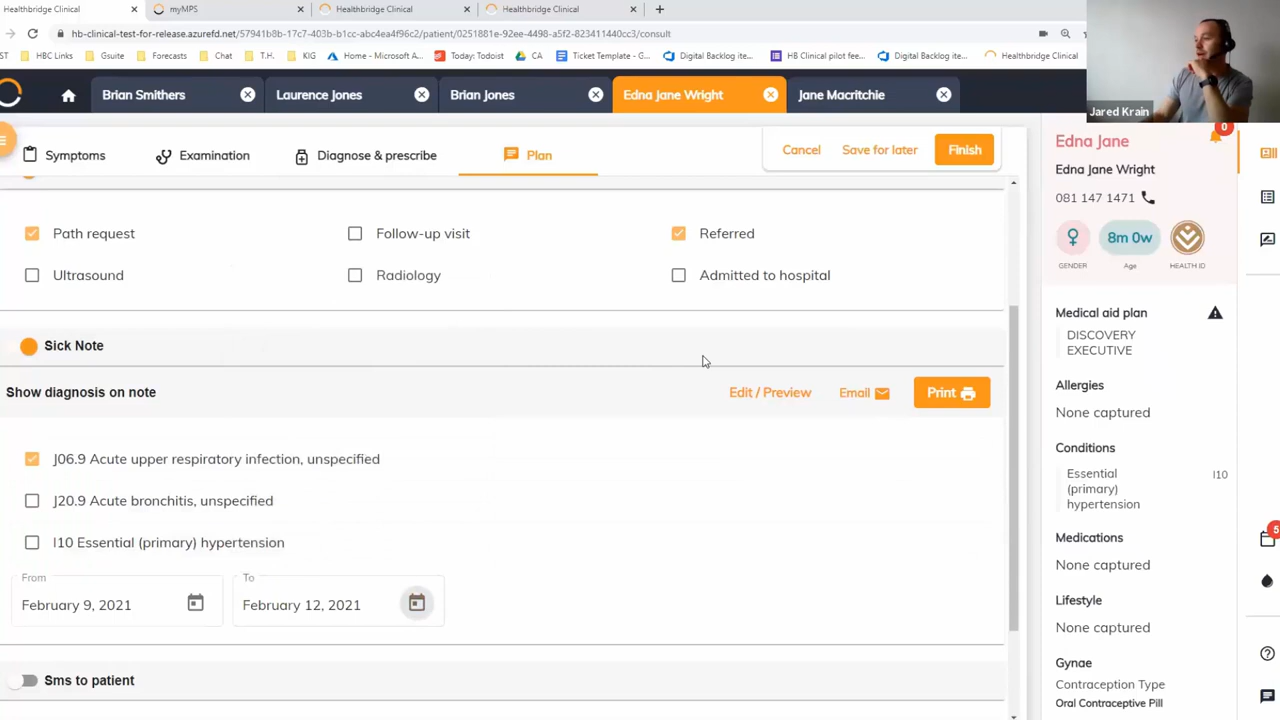 Healthbridge Clinical
myMPS
Healthbridge Clinical
Healthbridge Clinical
hb-clinical-test-for-release.azurefd.net/57941b8b-17c7-403b-b1cc-abc4ea4f96c2/patient/0251881e-92ee-4498-a5f2-823411440cc3/consult
ST HBC Links Gsuite Forecasts Chat T.H. KIG Home - Microsoft A... Today: Todoist CA Ticket Template - G... Digital Backlog ite... HB Clinical pilot fee... Digital Backlog ite... Healthbridge Clinical
Brian Smithers
Laurence Jones
Brian Jones
Edna Jane Wright
Jane Macritchie
Jared Krain
Symptoms
Examination
Diagnose & prescribe
Plan
Cancel
Save for later
Finish
0
Edna Jane
Edna Jane Wright
081 147 1471
8m 0w
GENDER
Age
HEALTH ID
Path request
Follow-up visit
Referred
Ultrasound
Radiology
Admitted to hospital
Sick Note
Show diagnosis on note
Edit / Preview
Email
Print
J06.9 Acute upper respiratory infection, unspecified
J20.9 Acute bronchitis, unspecified
I10 Essential (primary) hypertension
From
February 9, 2021
To
February 12, 2021
Sms to patient
Medical aid plan
DISCOVERY
EXECUTIVE
Allergies
None captured
Conditions
Essential
(primary)
hypertension
I10
Medications
None captured
5
Lifestyle
None captured
Gynae
Contraception Type
Oral Contraceptive Pill